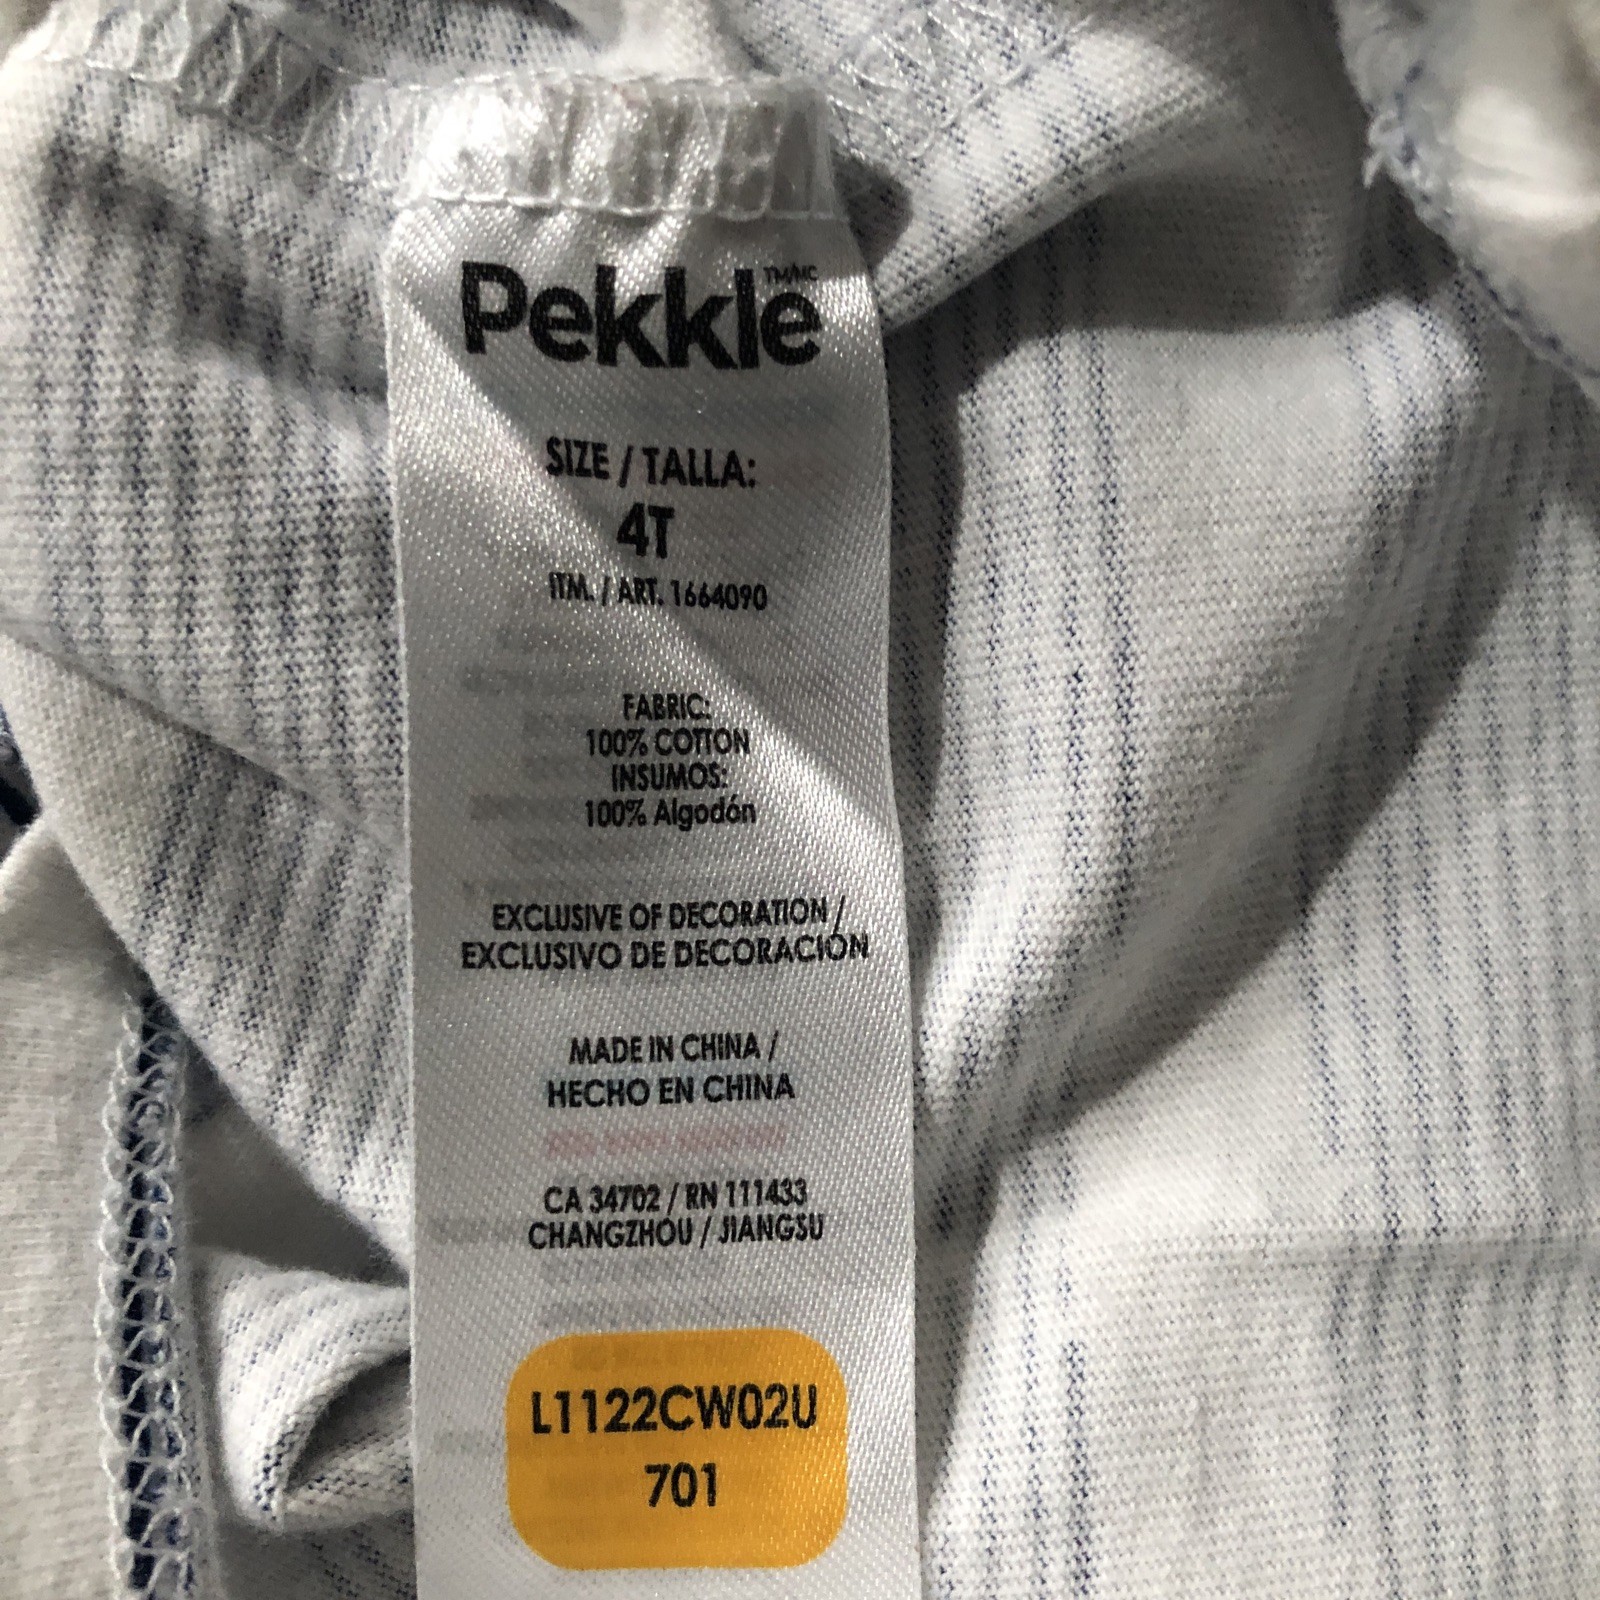 Pekkle TM/MC
SIZE / TALLA:
4T
ITM. / ART. 1664090
FABRIC:
100% COTTON
INSUMOS:
100% Algodón
EXCLUSIVE OF DECORATION /
EXCLUSIVO DE DECORACIÓN
MADE IN CHINA /
HECHO EN CHINA
CA 34702 / RN 111433
CHANGZHOU / JIANGSU
L1122CW02U
701